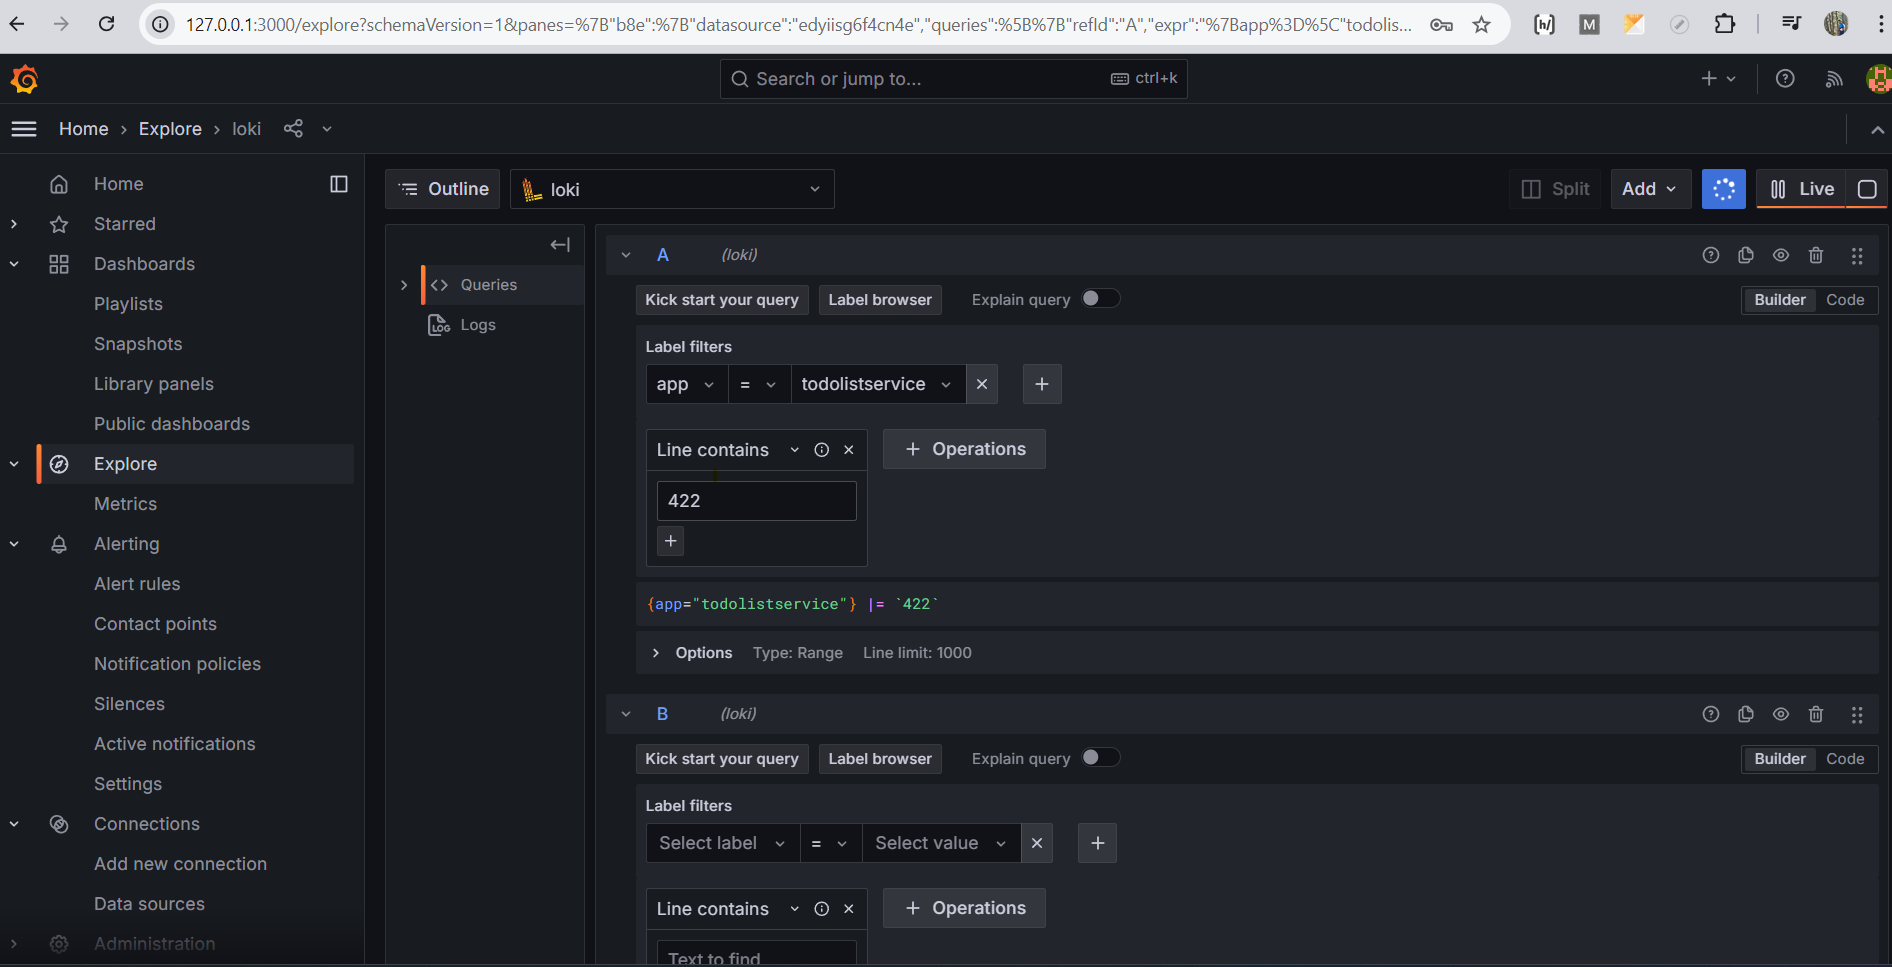 127.0.0.1:3000/explore?schemaVersion=1&panes=%7B"b8e":%7B"datasource":"edyiisg6f4cn4e","queries":%5B%7B"refId":"A","expr":"%7Bapp%3D%5C"todolis...
Search or jump to... ctrl+k
Home › Explore › loki
Home
Starred
Dashboards
Playlists
Snapshots
Library panels
Public dashboards
Explore
Metrics
Alerting
Alert rules
Contact points
Notification policies
Silences
Active notifications
Settings
Connections
Add new connection
Data sources
Administration
Outline loki Split Add Live
Queries
Logs
LOG
A (loki)
Kick start your query Label browser Explain query Builder Code
Label filters
app = todolistservice
Line contains Operations
422
{app="todolistservice"} |= `422`
Options Type: Range Line limit: 1000
B (loki)
Kick start your query Label browser Explain query Builder Code
Label filters
Select label = Select value
Line contains Operations
Text to find